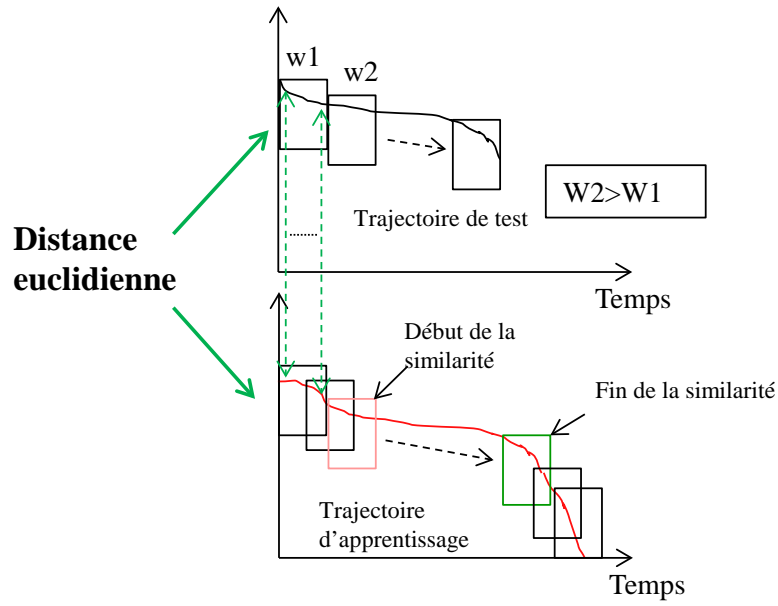 w1
w2
W2>W1
Trajectoire de test
Distance
euclidienne
Temps
Début de la
similarité
Fin de la similarité
Trajectoire
d’apprentissage
Temps